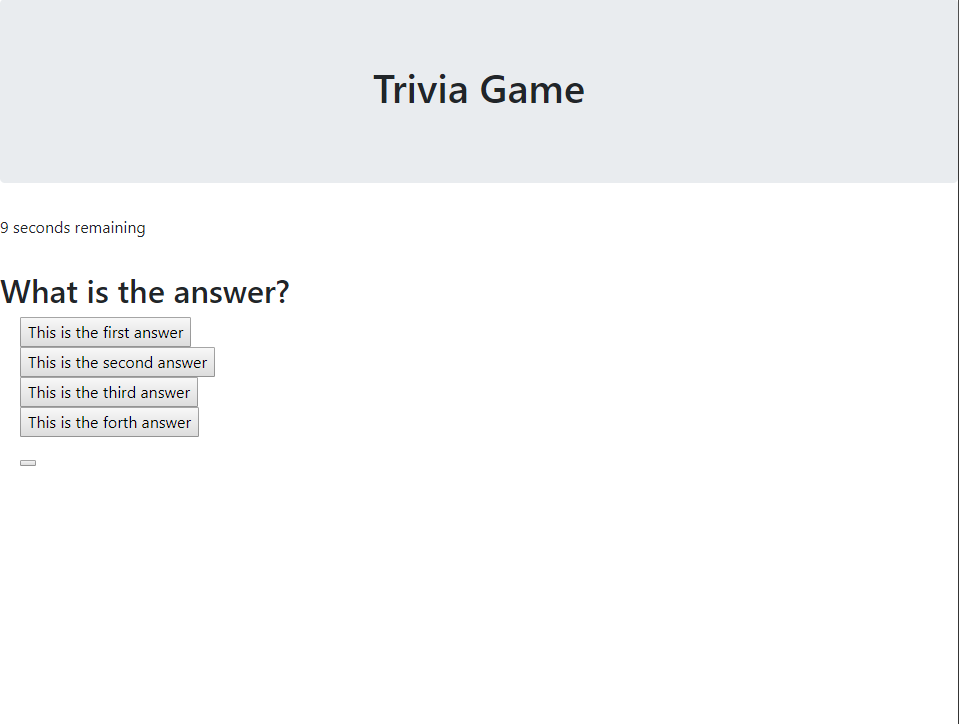 Trivia Game
9 seconds remaining
What is the answer?
This is the first answer
This is the second answer
This is the third answer
This is the forth answer